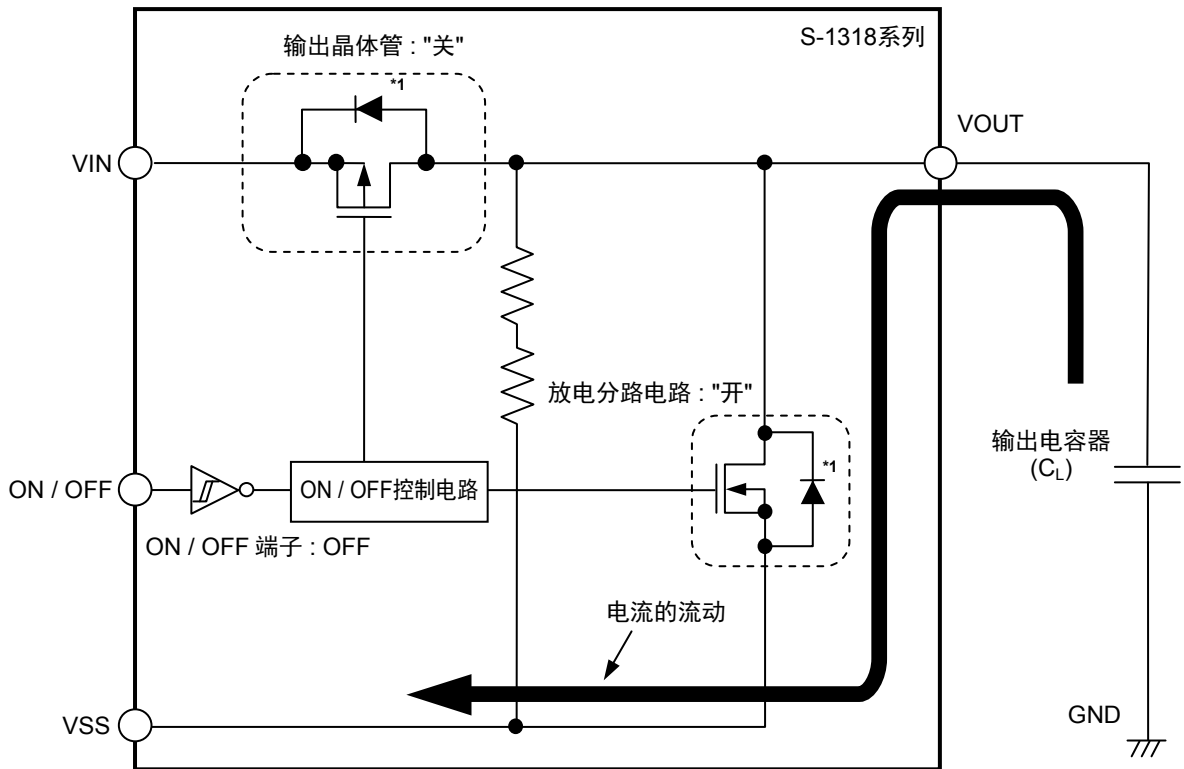 S-1318系列
输出晶体管 : "关"
*1
VOUT
VIN
放电分路电路 : "开"
*1
输出电容器
(CL)
ON / OFF
ON / OFF控制电路
ON / OFF 端子 : OFF
电流的流动
VSS
GND